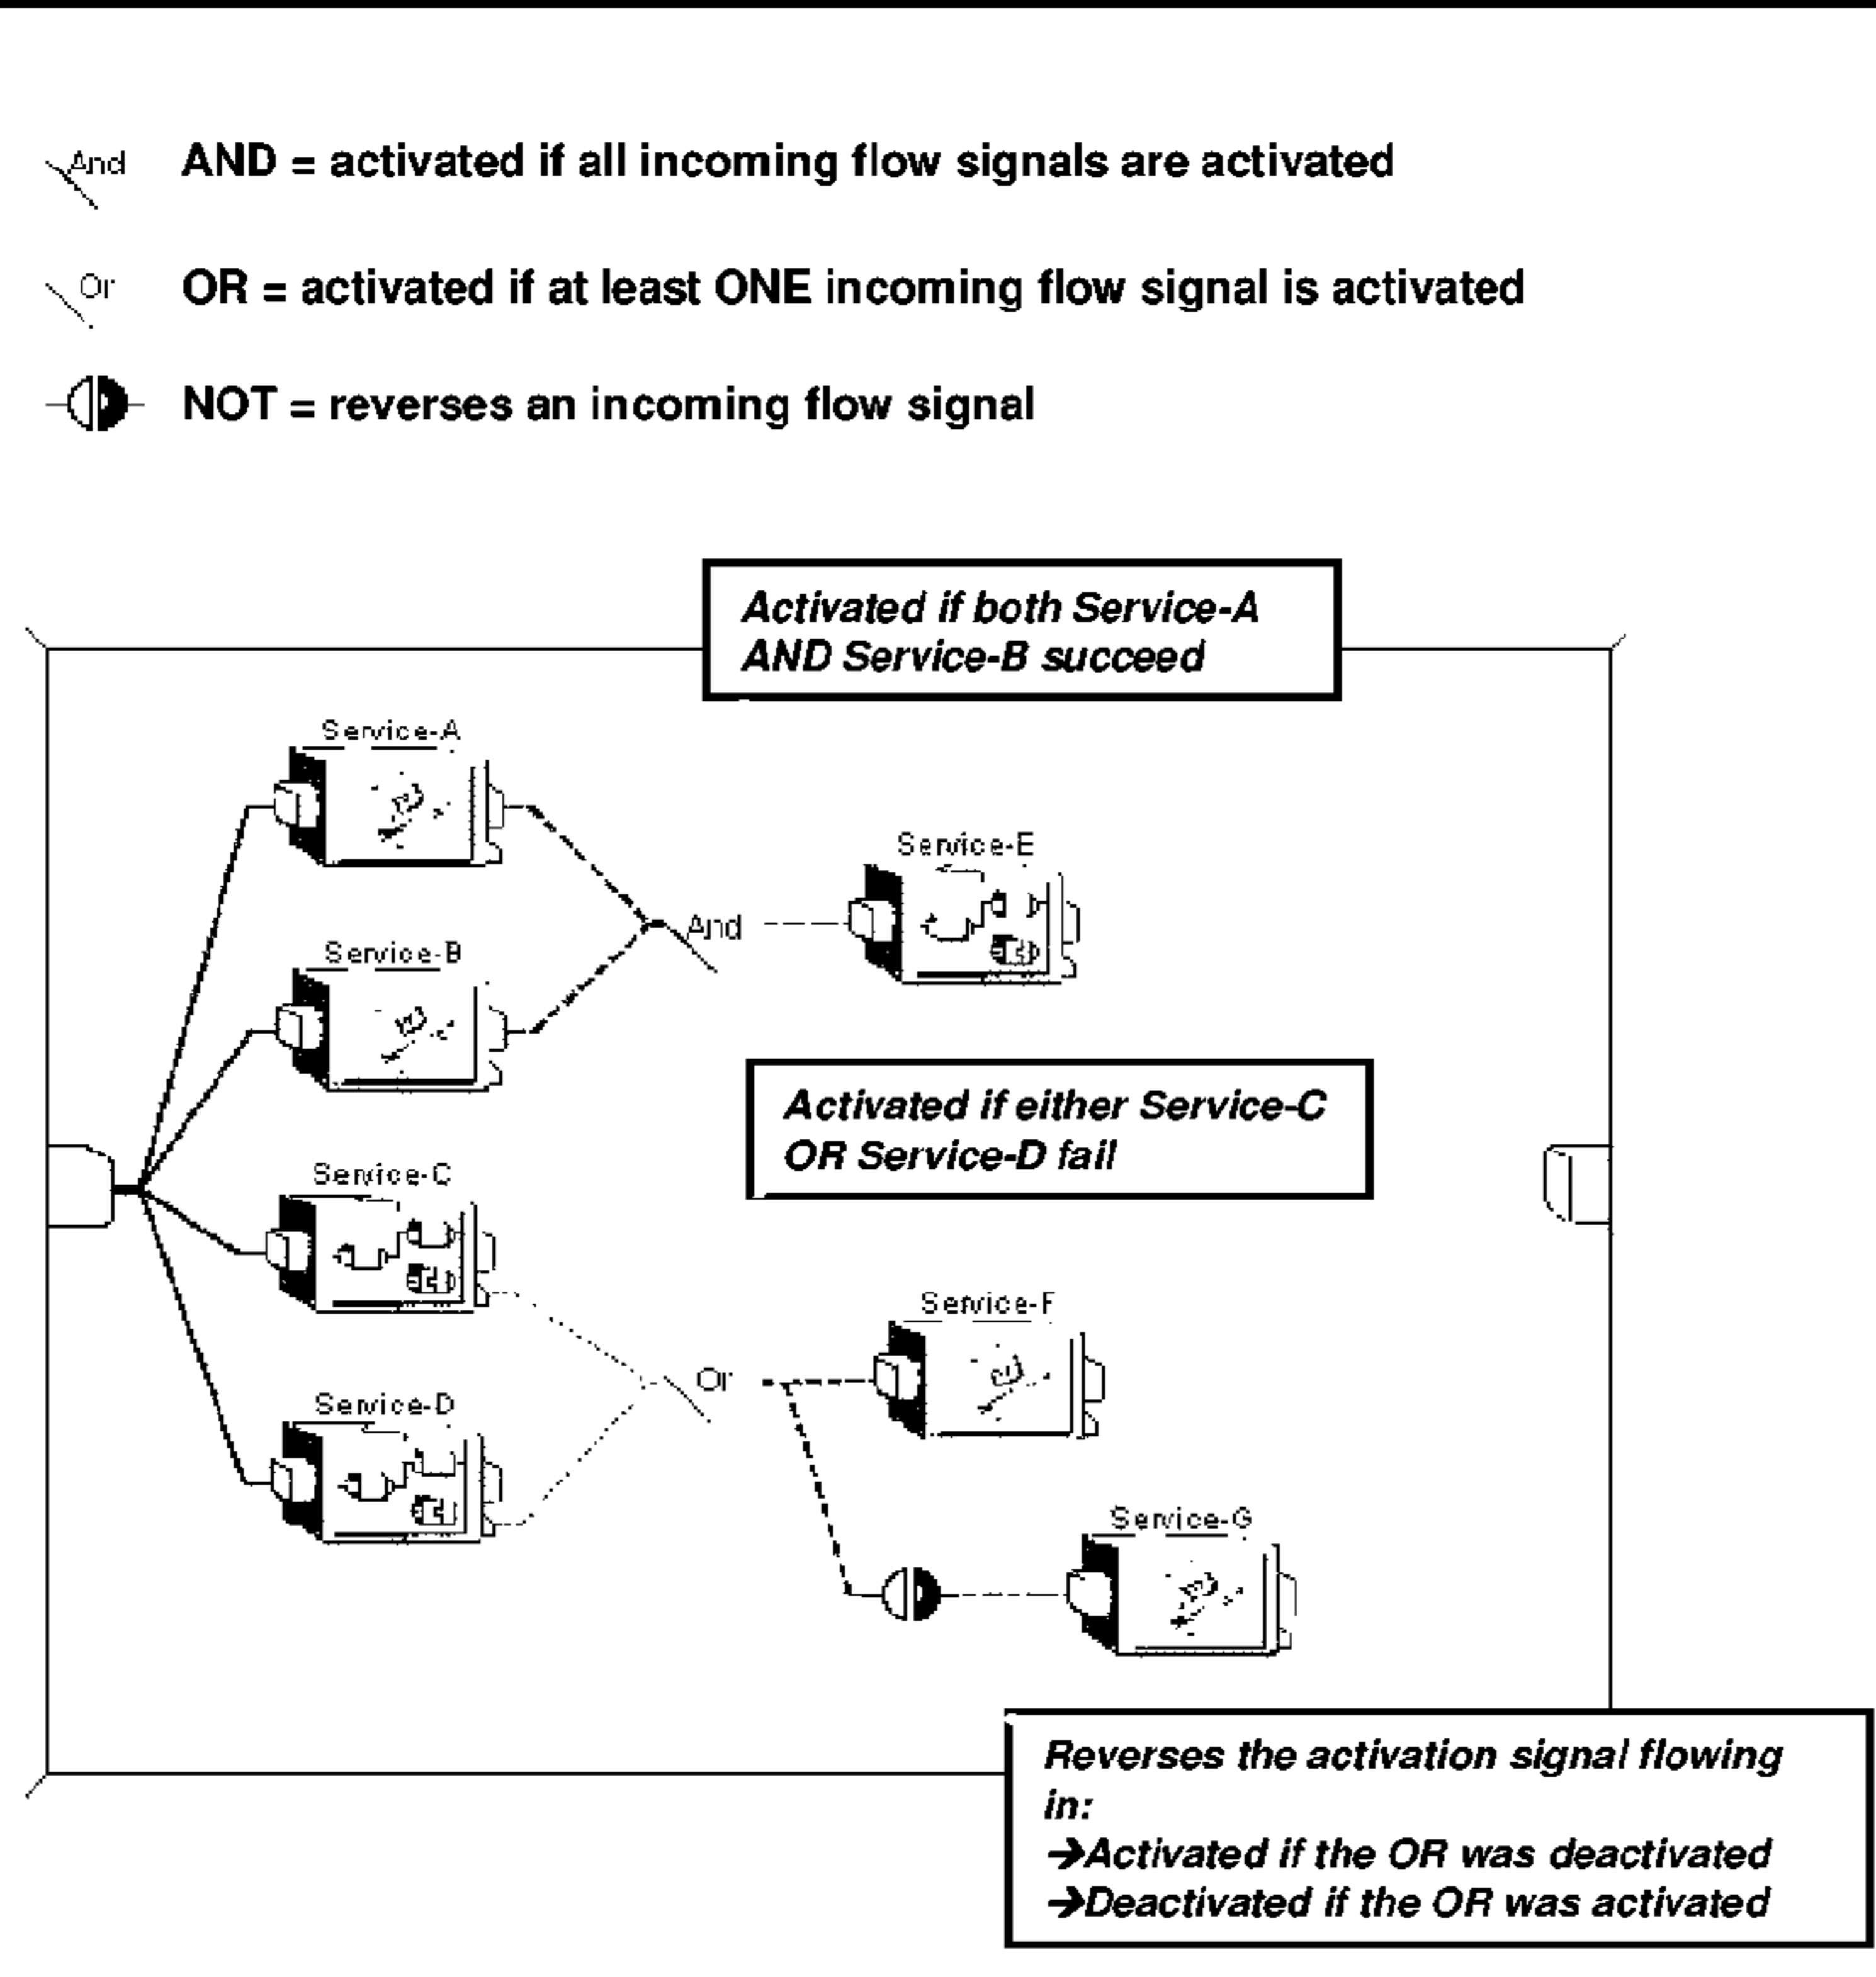 And AND = activated if all incoming flow signals are activated
Or OR = activated if at least ONE incoming flow signal is activated
NOT = reverses an incoming flow signal
Activated if both Service-A
AND Service-B succeed
Service-A
Service-E
And
Service-B
Activated if either Service-C
OR Service-D fail
Service-C
Service-F
Or
Service-D
Service-G
Reverses the activation signal flowing
in:
→Activated if the OR was deactivated
→Deactivated if the OR was activated